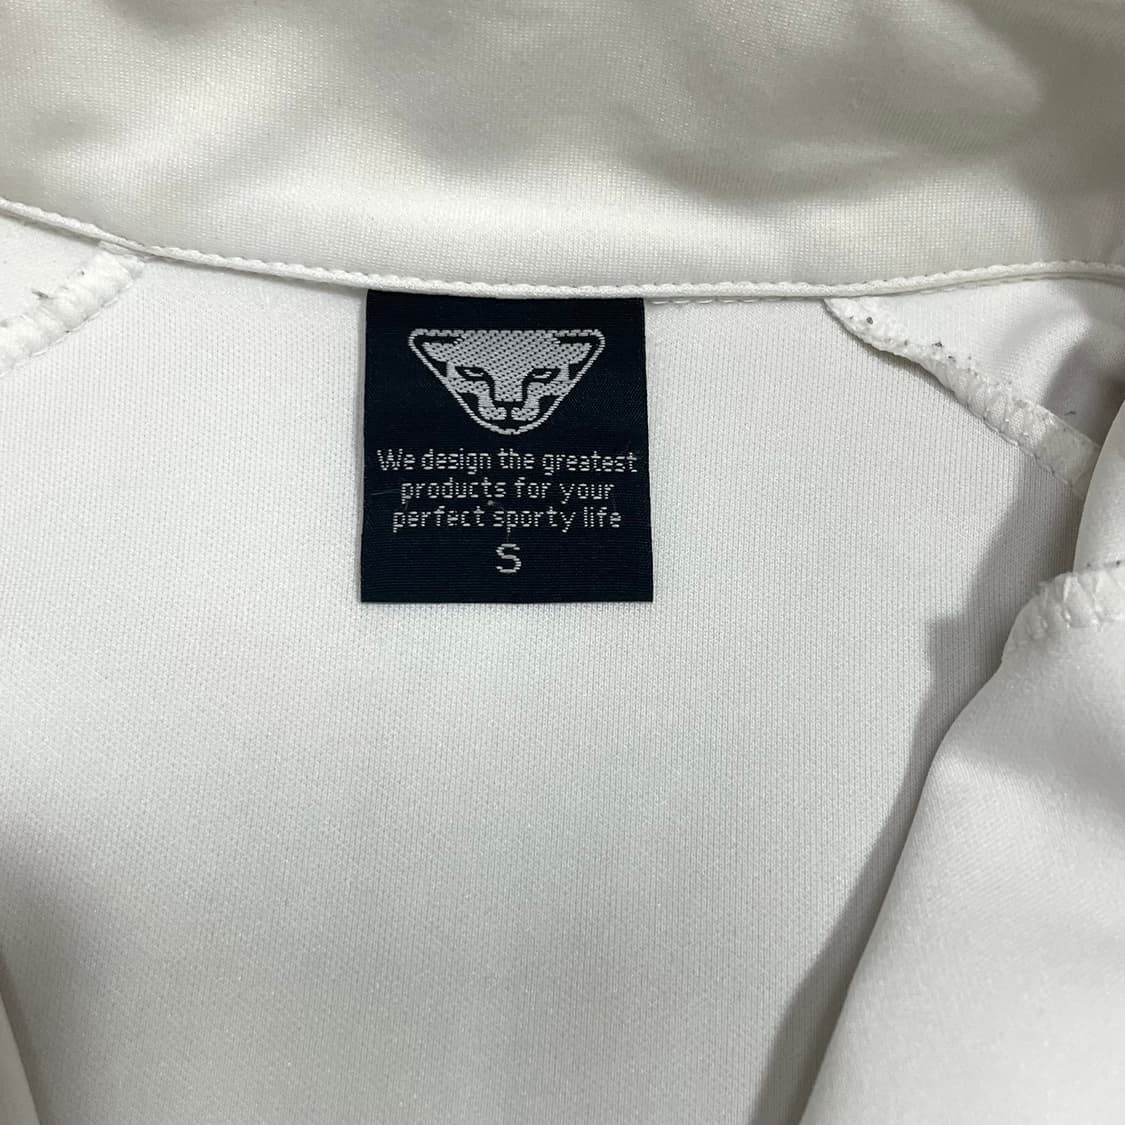 We design the greatest
products for your
perfect sporty life
S